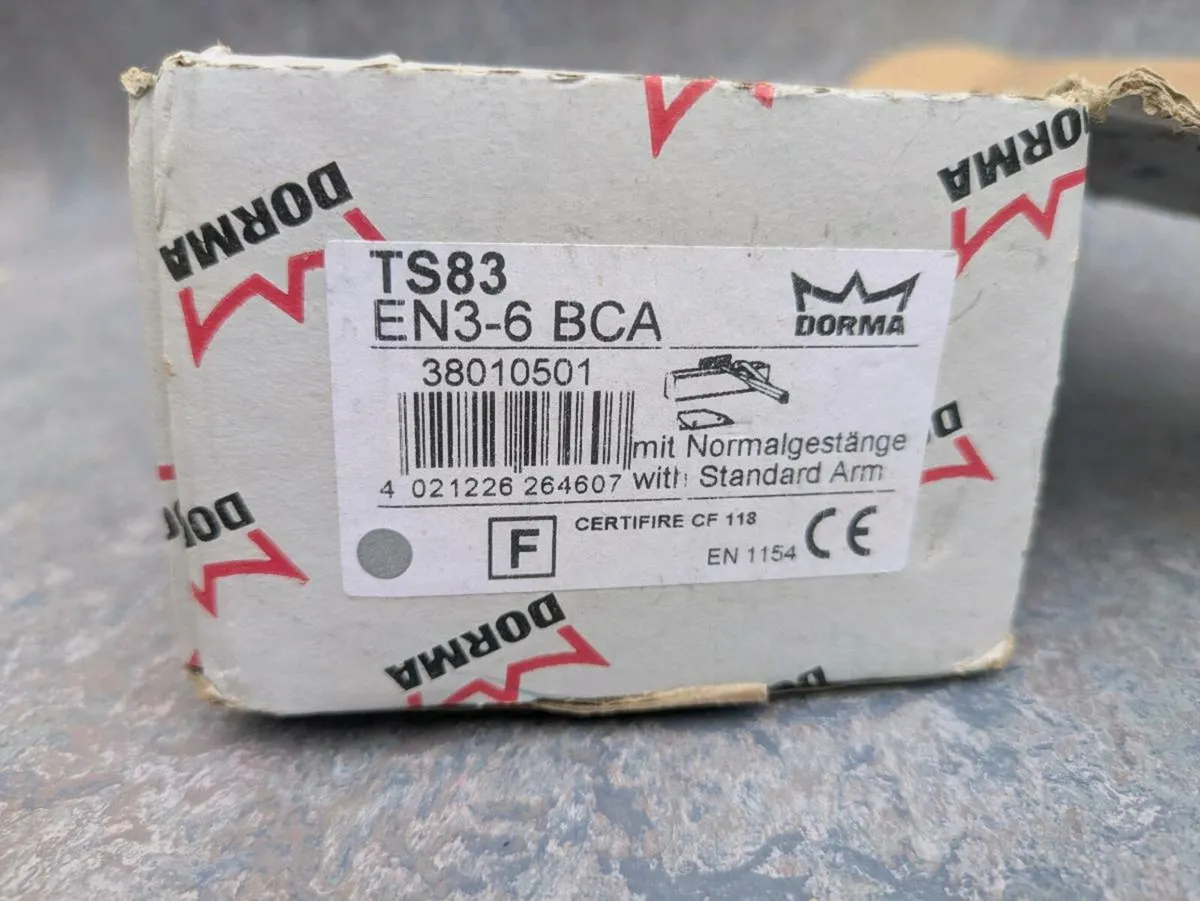 DORMA
DORMA
TS83
EN3-6 BCA
DORMA
38010501
4 021226 264607
mit Normalgestänge
with Standard Arm
F
CERTIFIRE CF 118
EN 1154 CE
DORMA